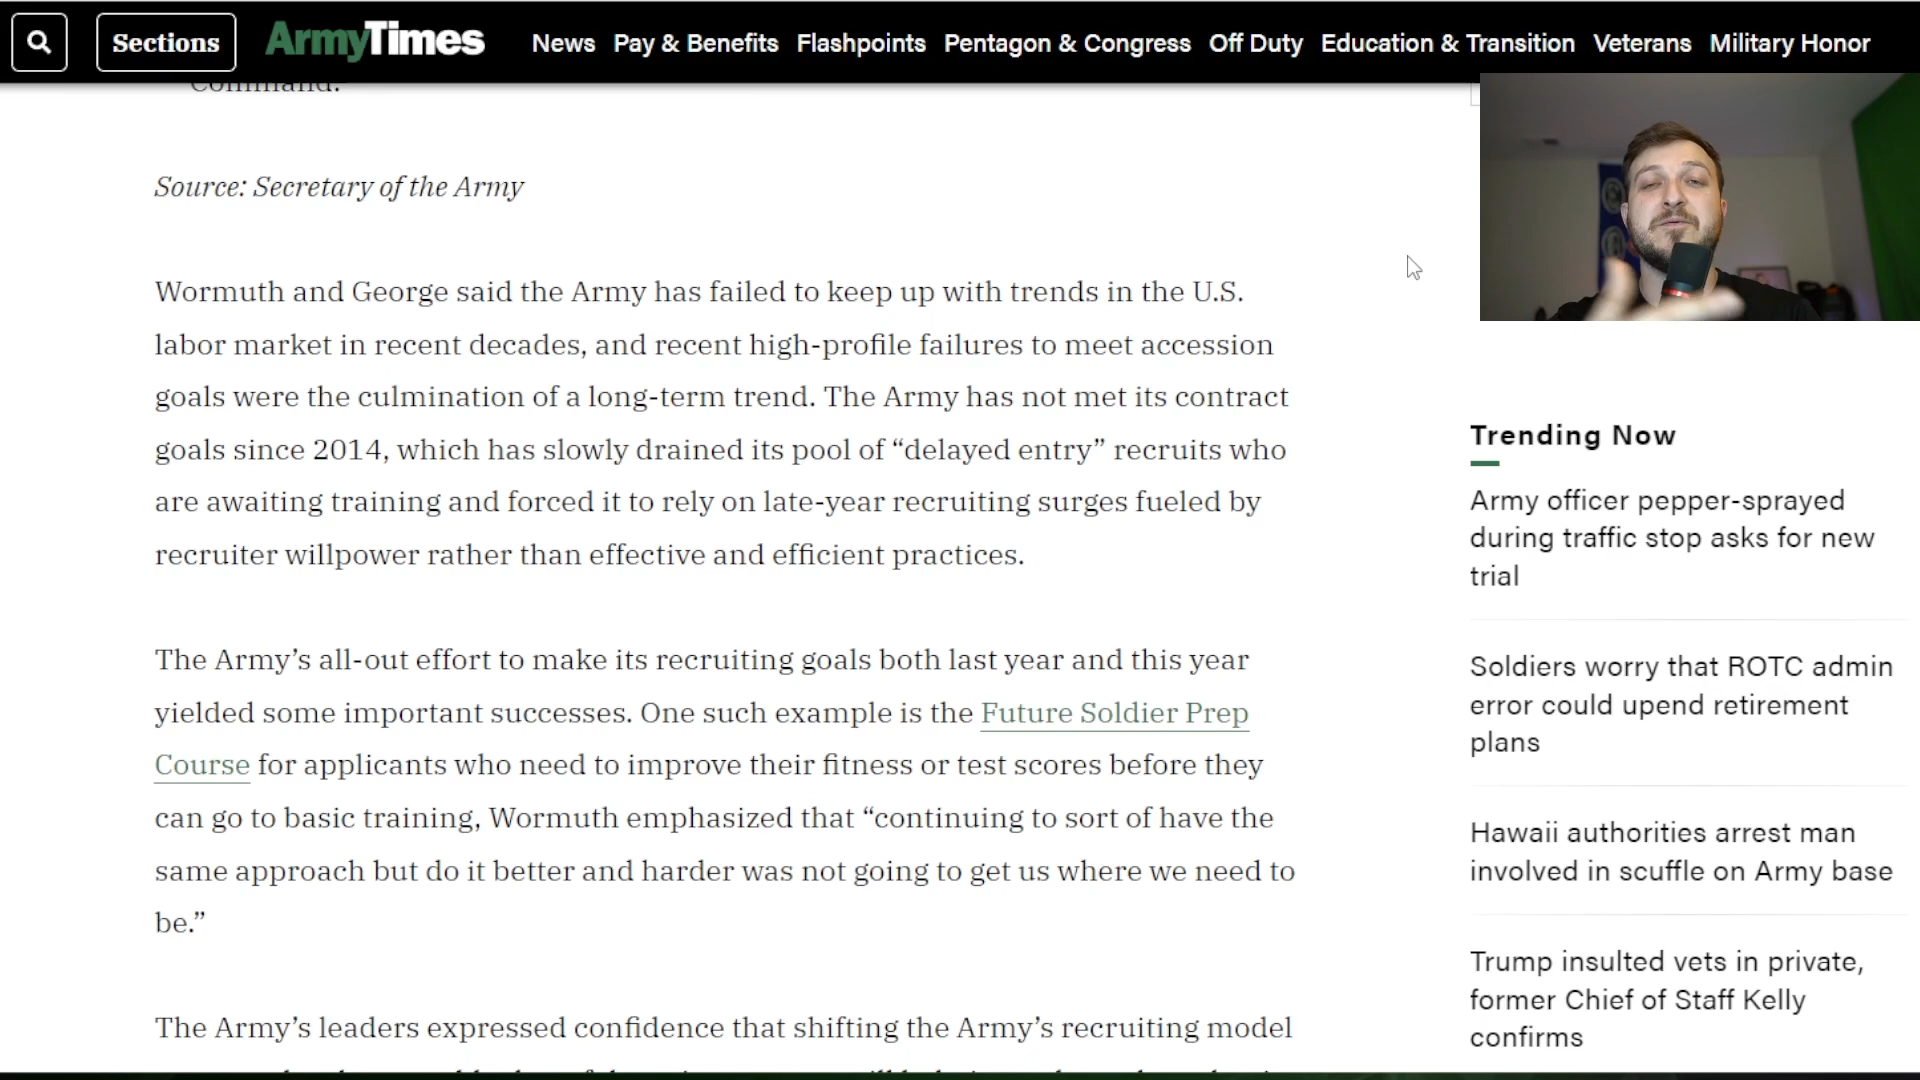 Sections
ArmyTimes
News Pay & Benefits Flashpoints Pentagon & Congress Off Duty Education & Transition Veterans Military Honor
Command.
Source: Secretary of the Army
Wormuth and George said the Army has failed to keep up with trends in the U.S.
labor market in recent decades, and recent high-profile failures to meet accession
goals were the culmination of a long-term trend. The Army has not met its contract
goals since 2014, which has slowly drained its pool of “delayed entry” recruits who
are awaiting training and forced it to rely on late-year recruiting surges fueled by
recruiter willpower rather than effective and efficient practices.
The Army’s all-out effort to make its recruiting goals both last year and this year
yielded some important successes. One such example is the Future Soldier Prep
Course for applicants who need to improve their fitness or test scores before they
can go to basic training, Wormuth emphasized that “continuing to sort of have the
same approach but do it better and harder was not going to get us where we need to
be.”
The Army’s leaders expressed confidence that shifting the Army’s recruiting model
Trending Now
Army officer pepper-sprayed
during traffic stop asks for new
trial
Soldiers worry that ROTC admin
error could upend retirement
plans
Hawaii authorities arrest man
involved in scuffle on Army base
Trump insulted vets in private,
former Chief of Staff Kelly
confirms